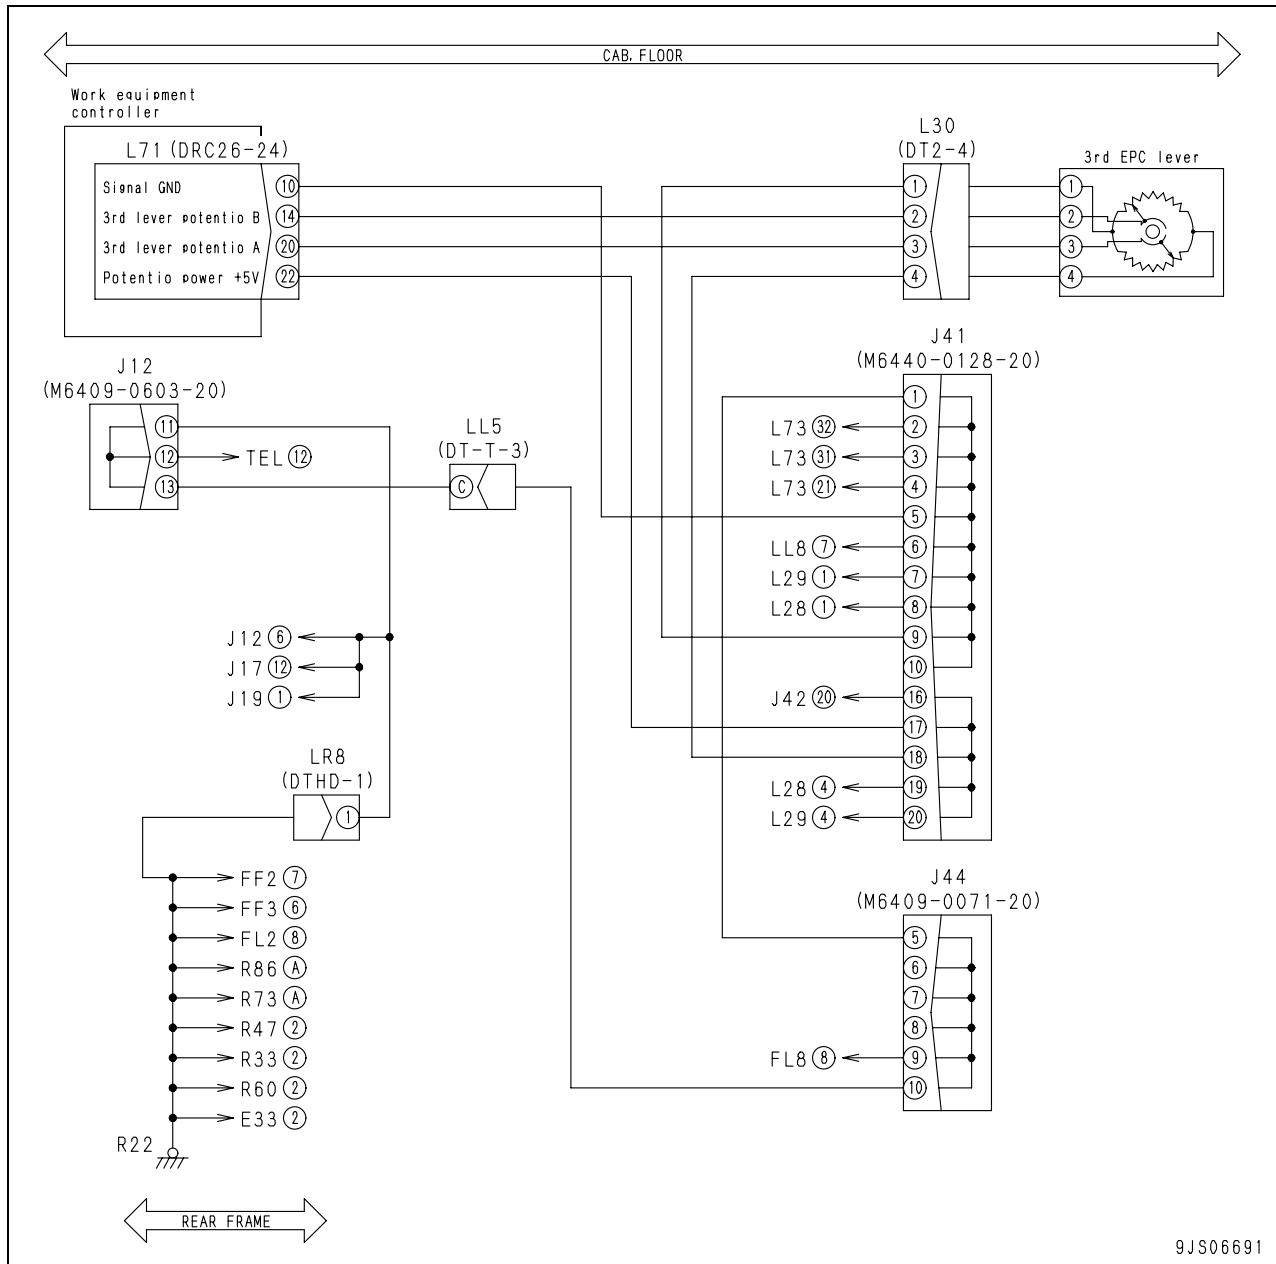 CAB, FLOOR
Work equipment
controller
L71 (DRC26-24)
Signal GND 10
3rd lever potentio B 14
3rd lever potentio A 20
Potentio power +5V 22
L30
(DT2-4)
1
2
3
4
3rd EPC lever
1
2
3
4
J12
(M6409-0603-20)
11
12 TEL 12
13
LL5
(DT-T-3)
C
J41
(M6440-0128-20)
1
L73 32 2
L73 31 3
L73 21 4
5
LL8 7 6
L29 1 7
L28 1 8
9
10
J42 20 16
17
18
L28 4 19
L29 4 20
J12 6
J17 12
J19 1
LR8
(DTHD-1)
1
FF2 7
FF3 6
FL2 8
R86 A
R73 A
R47 2
R33 2
R60 2
E33 2
R22
J44
(M6409-0071-20)
5
6
7
8
FL8 8 9
10
REAR FRAME
9JS06691